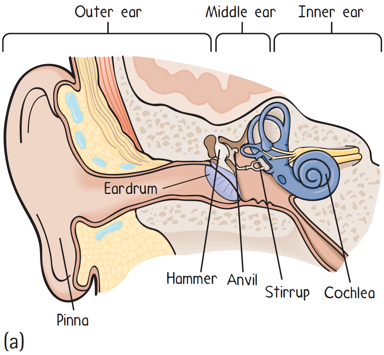 Outer ear
Middle ear
Inner ear
Eardrum
Hammer
Anvil
Stirrup
Cochlea
Pinna
(a)